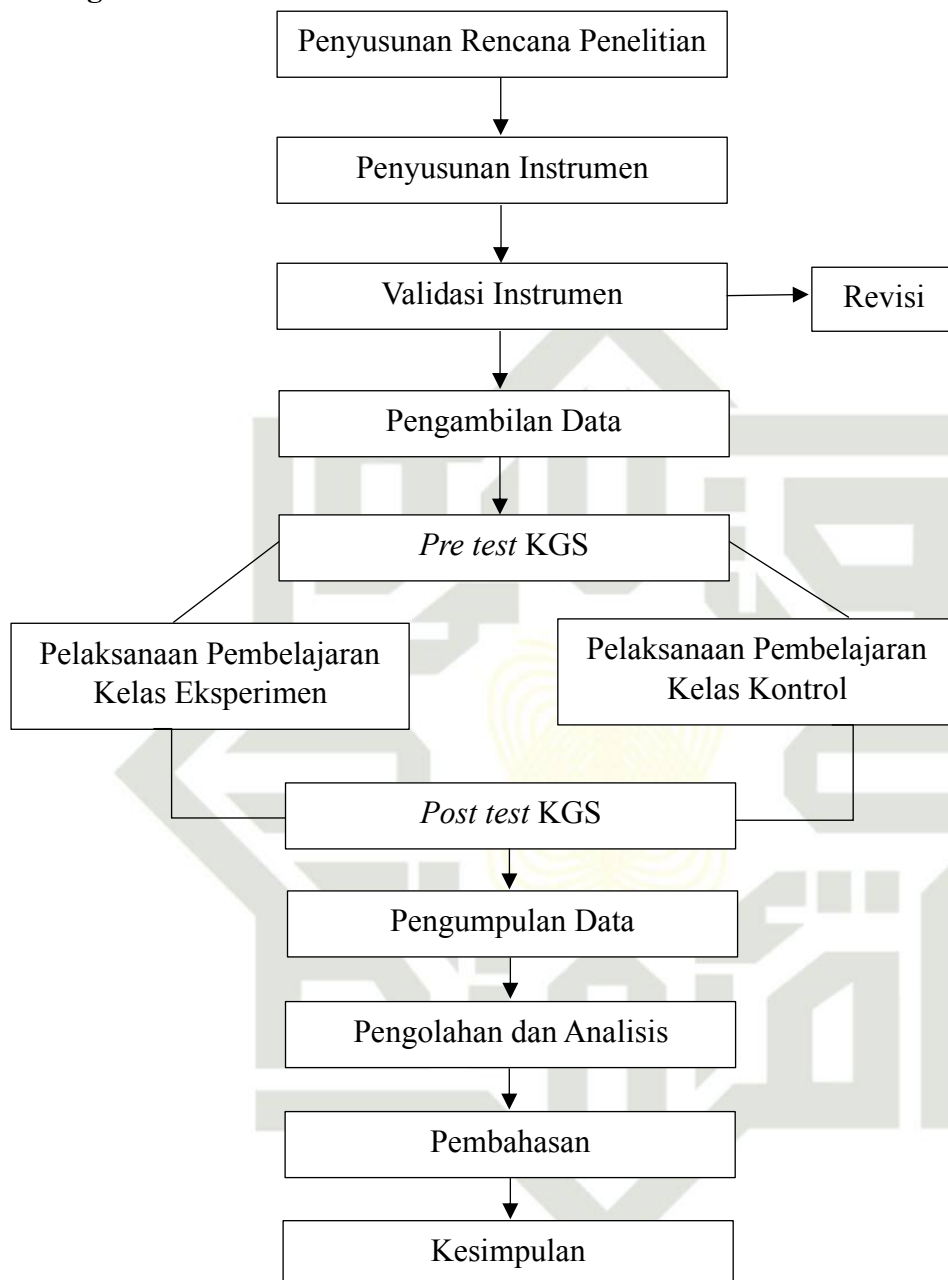 Penyusunan Rencana Penelitian
Penyusunan Instrumen
Validasi Instrumen
Revisi
Pengambilan Data
Pre test KGS
Pelaksanaan Pembelajaran
Kelas Eksperimen
Pelaksanaan Pembelajaran
Kelas Kontrol
Post test KGS
Pengumpulan Data
Pengolahan dan Analisis
Pembahasan
Kesimpulan